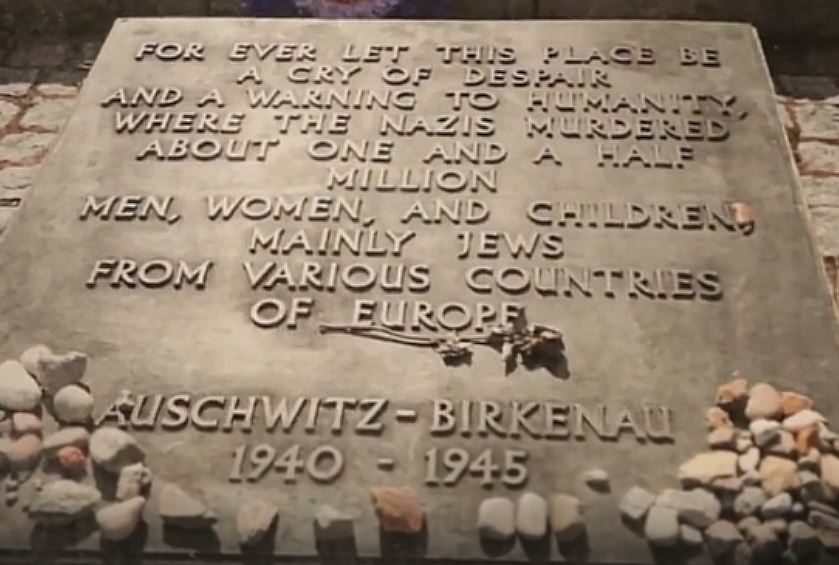 FOR EVER LET THIS PLACE BE
A CRY OF DESPAIR
AND A WARNING TO HUMANITY,
WHERE THE NAZIS MURDERED
ABOUT ONE AND A HALF
MILLION
MEN, WOMEN, AND CHILDREN,
MAINLY JEWS
FROM VARIOUS COUNTRIES
OF EUROPE
AUSCHWITZ - BIRKENAU
1940 - 1945